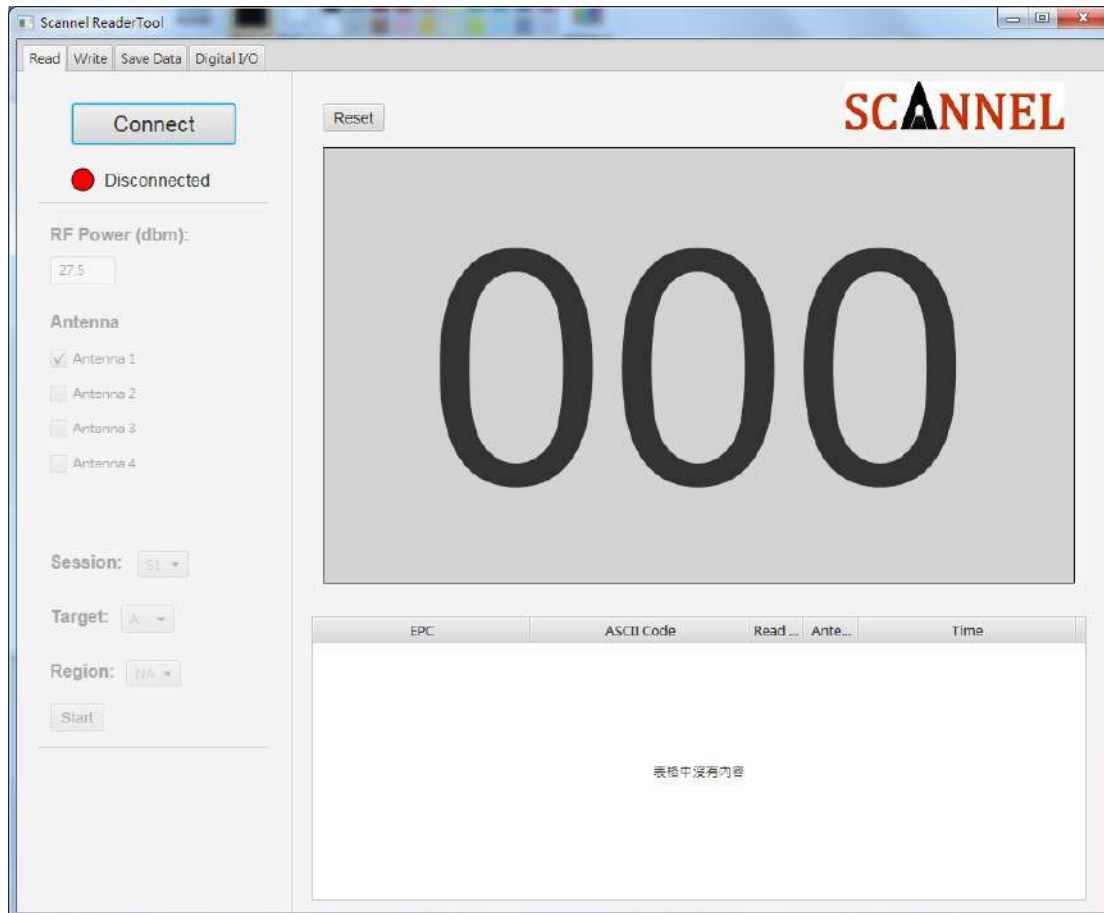 Scannel ReaderTool
Read Write Save Data Digital I/O
Connect
Disconnected
RF Power (dbm):
27.5
Antenna
Antenna 1
Antenna 2
Antenna 3
Antenna 4
Session: S1
Target: A
Region: NA
Start
Reset
SCANNEL
000
EPC ASCII Code Read ... Ante... Time
表格中沒有內容